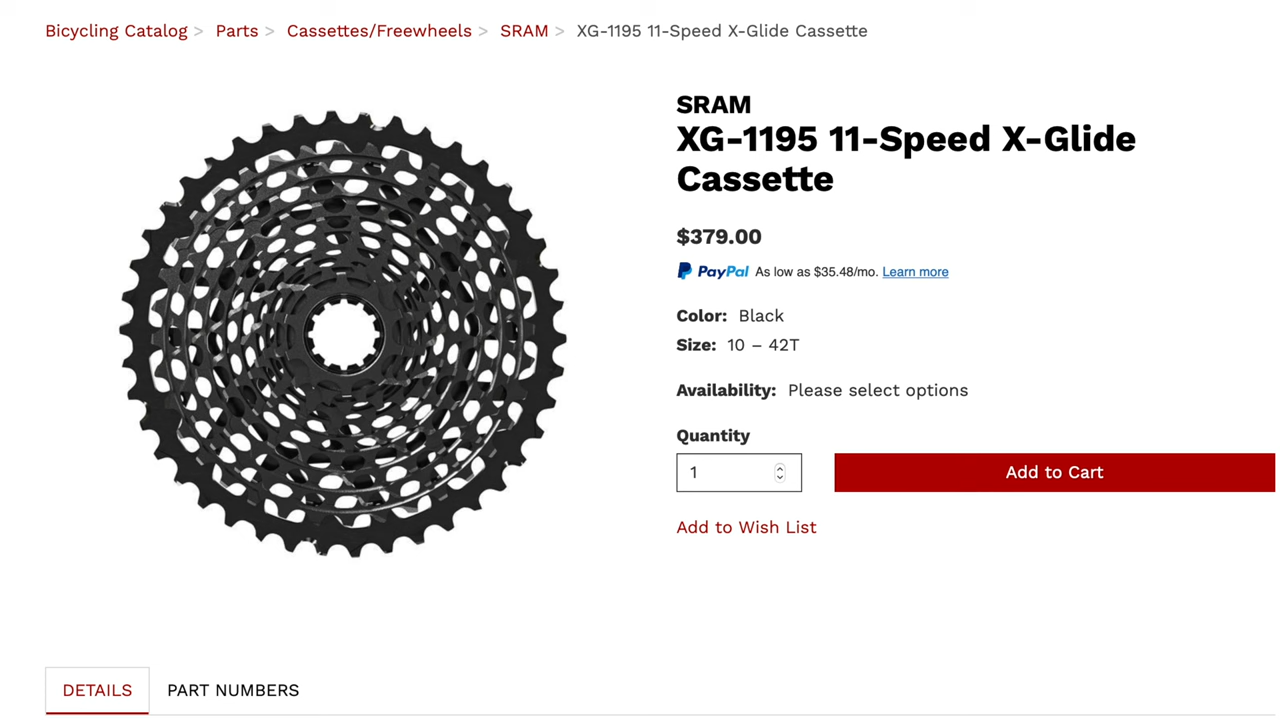 Bicycling Catalog > Parts > Cassettes/Freewheels > SRAM > XG-1195 11-Speed X-Glide Cassette
SRAM
XG-1195 11-Speed X-Glide
Cassette
$379.00
PayPal As low as $35.48/mo. Learn more
Color: Black
Size: 10 – 42T
Availability: Please select options
Quantity
1
Add to Cart
Add to Wish List
DETAILS PART NUMBERS